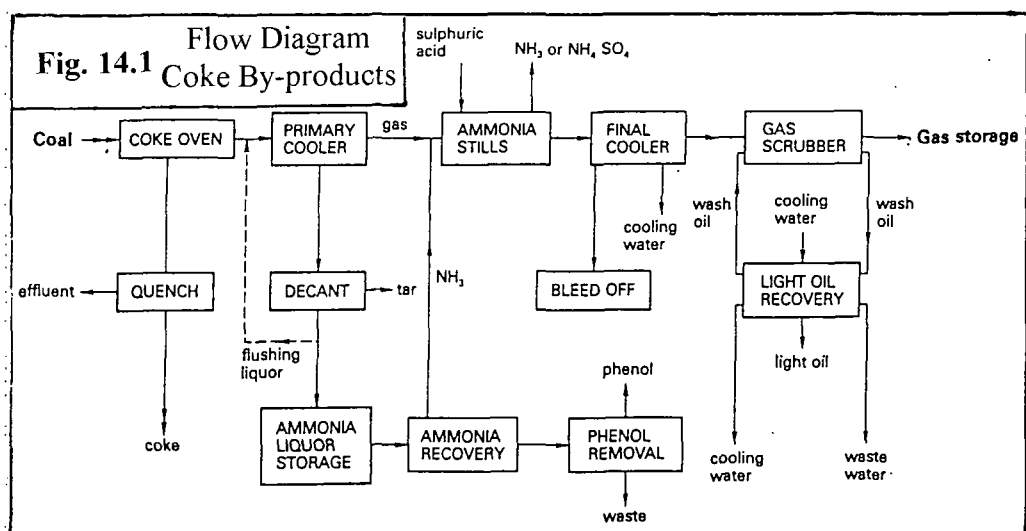 Fig. 14.1
Flow Diagram
Coke By-products
sulphuric
acid
NH₃ or NH₄ SO₄
Coal
COKE OVEN
PRIMARY
COOLER
gas
AMMONIA
STILLS
FINAL
COOLER
GAS
SCRUBBER
Gas storage
wash
oil
cooling
water
wash
oil
cooling
water
effluent
QUENCH
DECANT
tar
NH₃
BLEED OFF
LIGHT OIL
RECOVERY
flushing
liquor
light oil
phenol
coke
AMMONIA
LIQUOR
STORAGE
AMMONIA
RECOVERY
PHENOL
REMOVAL
cooling
water
waste
water
waste